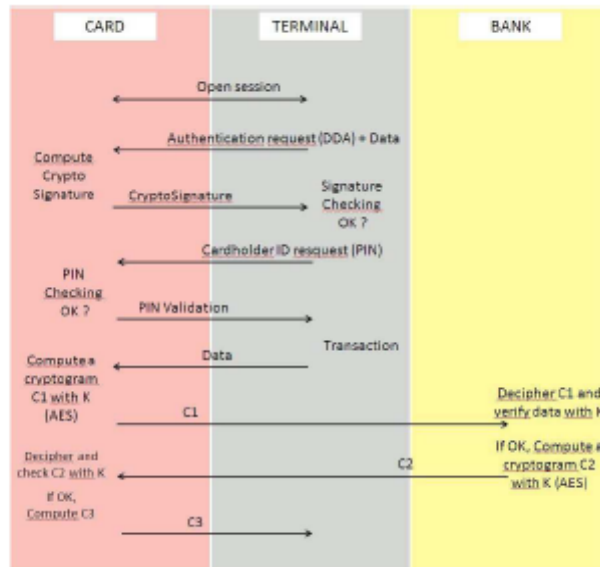 CARD
TERMINAL
BANK
Open session
Authentication request (DDA) + Data
Compute
Crypto
Signature
CryptoSignature
Signature
Checking
OK ?
Cardholder ID resquest (PIN)
PIN
Checking
OK ?
PIN Validation
Transaction
Data
Compute a
cryptogram
C1 with K
(AES)
C1
Decipher C1 and
verify data with K
Decipher and
check C2 with K
C2
If OK, Compute a
cryptogram C2
with K (AES)
If OK,
Compute C3
C3